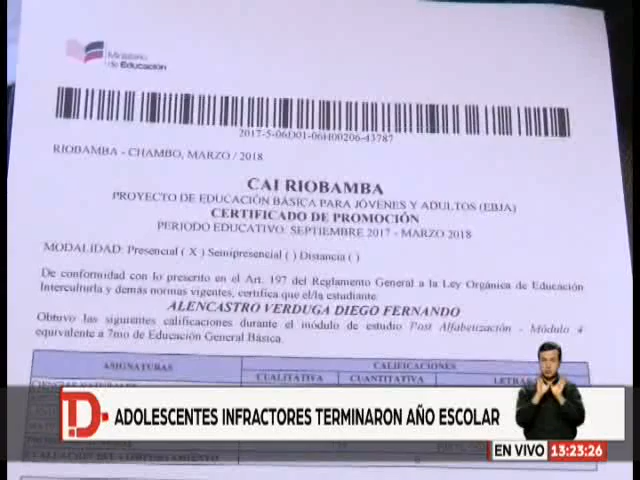 Ministerio
de Educación
2017-5-06D01-06H00206-43787
RIOBAMBA - CHAMBO, MARZO / 2018
CAI RIOBAMBA
PROYECTO DE EDUCACIÓN BÁSICA PARA JÓVENES Y ADULTOS (EBJA)
CERTIFICADO DE PROMOCIÓN
PERIODO EDUCATIVO: SEPTIEMBRE 2017 - MARZO 2018
MODALIDAD: Presencial ( X ) Semipresencial ( ) Distancia ( )
De conformidad con lo prescrito en el Art. 197 del Reglamento General a la Ley Orgánica de Educación
Intercultural y demás normas vigentes, certifica que el/la estudiante:
ALENCASTRO VERDUGA DIEGO FERNANDO
Obtuvo las siguientes calificaciones durante el módulo de estudio Post Alfabetización - Módulo 4
equivalente a 7mo de Educación General Básica.
ASIGNATURAS
CALIFICACIONES
CUALITATIVA CUANTITATIVA LETRAS
ADOLESCENTES INFRACTORES TERMINARON AÑO ESCOLAR
EN VIVO 13:23:26